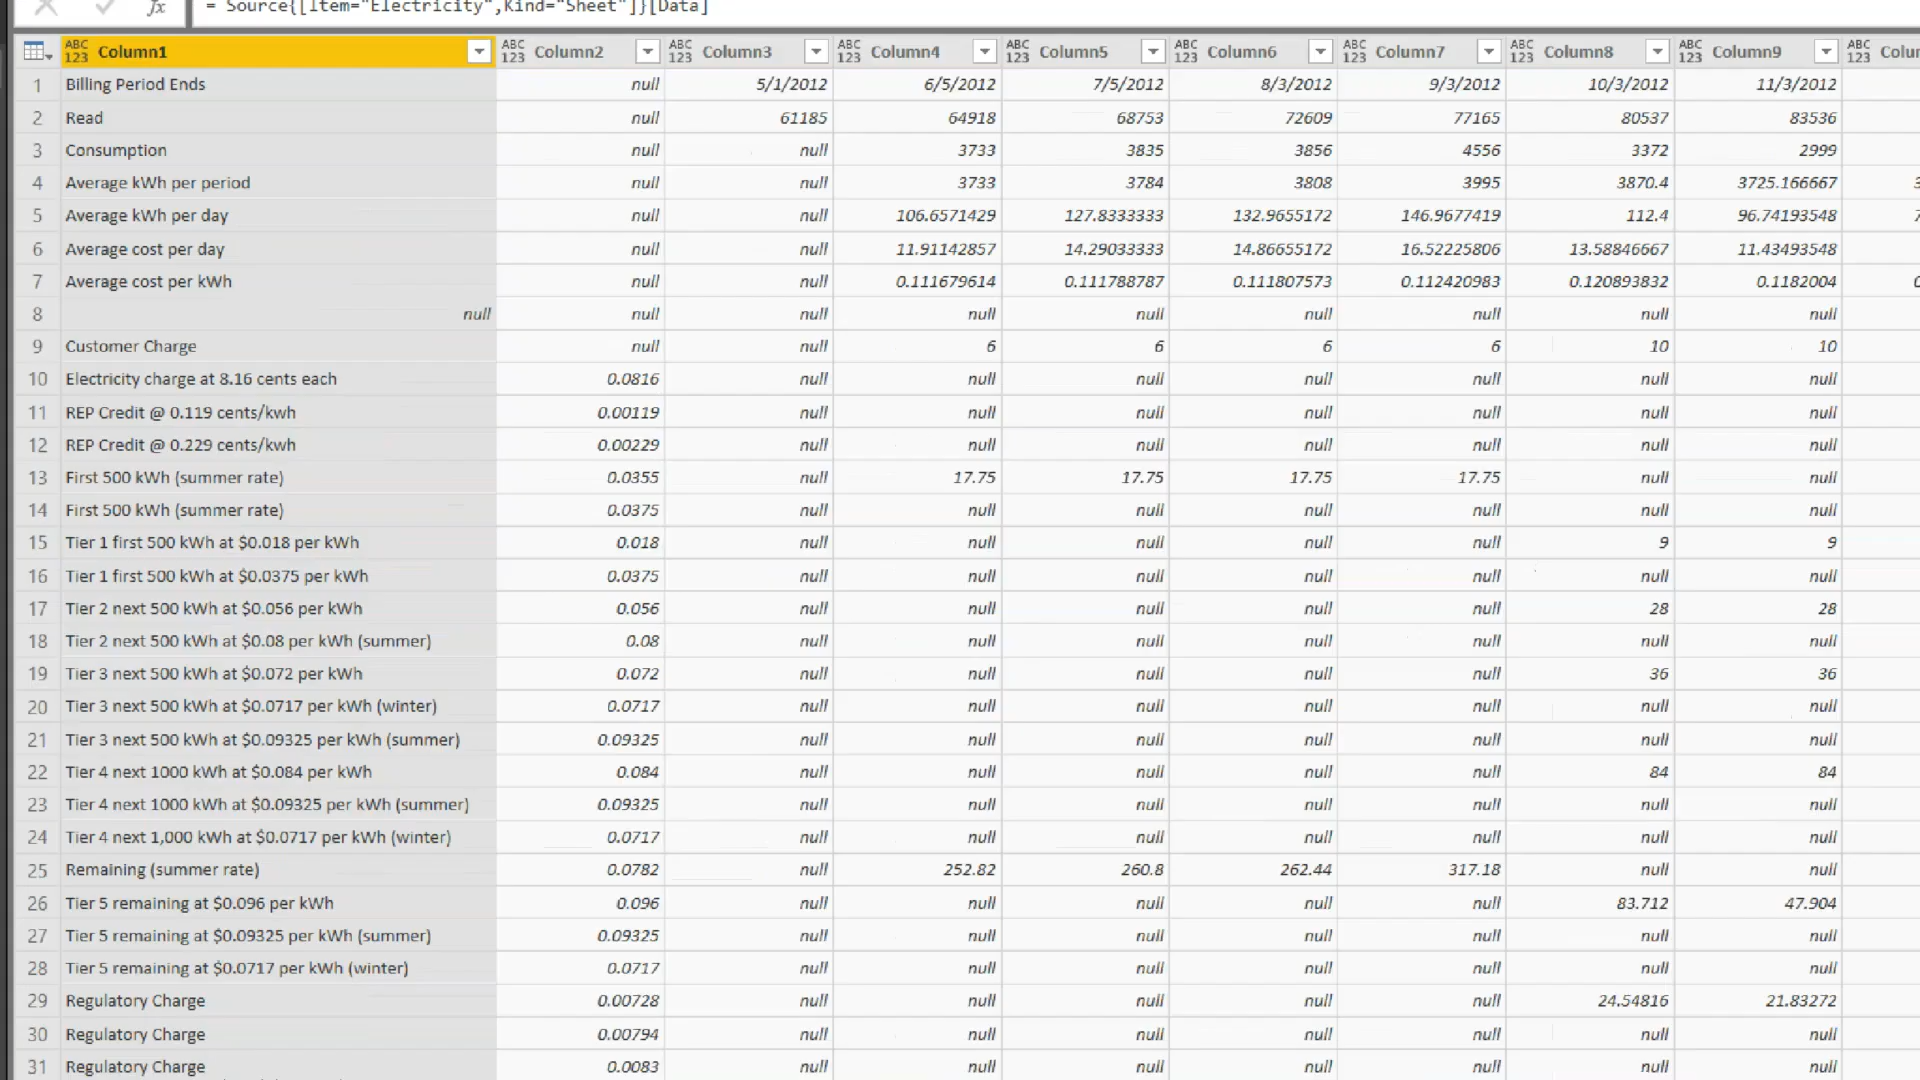 = Source{[Item="Electricity",Kind="Sheet"]}[Data]
ABC 123 Column1 ABC 123 Column2 ABC 123 Column3 ABC 123 Column4 ABC 123 Column5 ABC 123 Column6 ABC 123 Column7 ABC 123 Column8 ABC 123 Column9 ABC 123 Colu
1 Billing Period Ends null 5/1/2012 6/5/2012 7/5/2012 8/3/2012 9/3/2012 10/3/2012 11/3/2012
2 Read null 61185 64918 68753 72609 77165 80537 83536
3 Consumption null null 3733 3835 3856 4556 3372 2999
4 Average kWh per period null null 3733 3784 3808 3995 3870.4 3725.166667 3
5 Average kWh per day null null 106.6571429 127.8333333 132.9655172 146.9677419 112.4 96.74193548 7
6 Average cost per day null null 11.91142857 14.29033333 14.86655172 16.52225806 13.58846667 11.43493548
7 Average cost per kWh null null 0.111679614 0.111788787 0.111807573 0.112420983 0.120893832 0.1182004 0
8 null null null null null null null null null
9 Customer Charge null null 6 6 6 6 10 10
10 Electricity charge at 8.16 cents each 0.0816 null null null null null null null
11 REP Credit @ 0.119 cents/kwh 0.00119 null null null null null null null
12 REP Credit @ 0.229 cents/kwh 0.00229 null null null null null null null
13 First 500 kWh (summer rate) 0.0355 null 17.75 17.75 17.75 17.75 null null
14 First 500 kWh (summer rate) 0.0375 null null null null null null null
15 Tier 1 first 500 kWh at $0.018 per kWh 0.018 null null null null null 9 9
16 Tier 1 first 500 kWh at $0.0375 per kWh 0.0375 null null null null null null null
17 Tier 2 next 500 kWh at $0.056 per kWh 0.056 null null null null null 28 28
18 Tier 2 next 500 kWh at $0.08 per kWh (summer) 0.08 null null null null null null null
19 Tier 3 next 500 kWh at $0.072 per kWh 0.072 null null null null null 36 36
20 Tier 3 next 500 kWh at $0.0717 per kWh (winter) 0.0717 null null null null null null null
21 Tier 3 next 500 kWh at $0.09325 per kWh (summer) 0.09325 null null null null null null null
22 Tier 4 next 1000 kWh at $0.084 per kWh 0.084 null null null null null 84 84
23 Tier 4 next 1000 kWh at $0.09325 per kWh (summer) 0.09325 null null null null null null null
24 Tier 4 next 1,000 kWh at $0.0717 per kWh (winter) 0.0717 null null null null null null null
25 Remaining (summer rate) 0.0782 null 252.82 260.8 262.44 317.18 null null
26 Tier 5 remaining at $0.096 per kWh 0.096 null null null null null 83.712 47.904
27 Tier 5 remaining at $0.09325 per kWh (summer) 0.09325 null null null null null null null
28 Tier 5 remaining at $0.0717 per kWh (winter) 0.0717 null null null null null null null
29 Regulatory Charge 0.00728 null null null null null 24.54816 21.83272
30 Regulatory Charge 0.00794 null null null null null null null
31 Regulatory Charge 0.0083 null null null null null null null